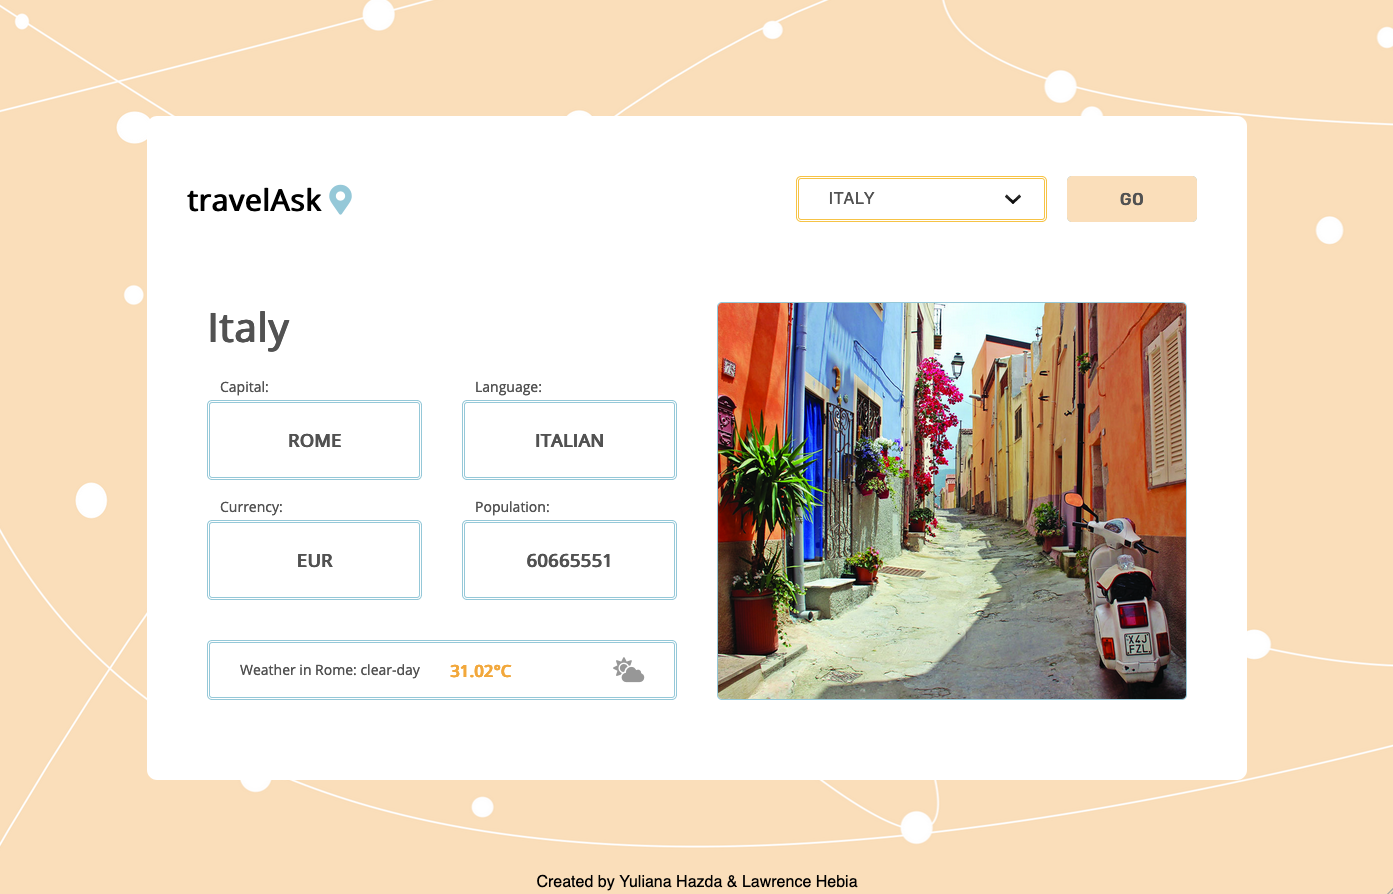 travelAsk
ITALY
GO
Italy
Capital:
Language:
ROME
ITALIAN
Currency:
Population:
EUR
60665551
Weather in Rome: clear-day 31.02°C
X4J
FZL
Created by Yuliana Hazda & Lawrence Hebia